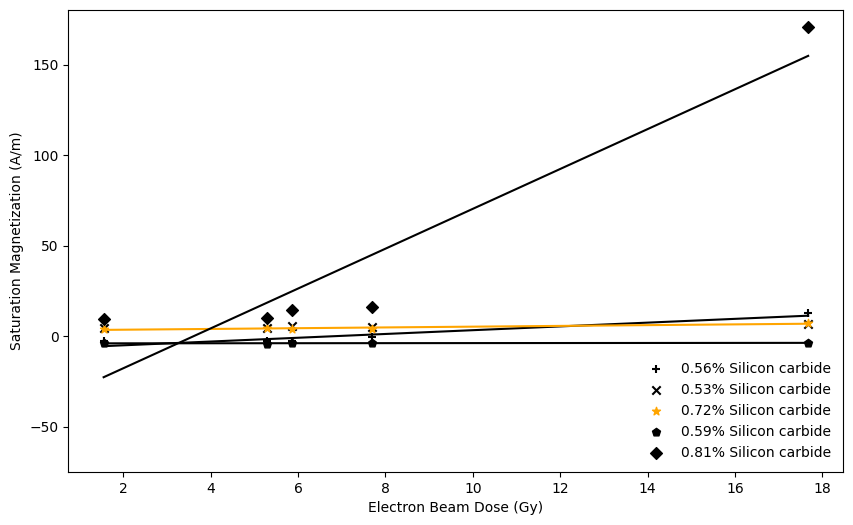 150
100
50
0
−50
2
4
6
8
10
12
14
16
18
Saturation Magnetization (A/m)
Electron Beam Dose (Gy)
0.56% Silicon carbide
0.53% Silicon carbide
0.72% Silicon carbide
0.59% Silicon carbide
0.81% Silicon carbide